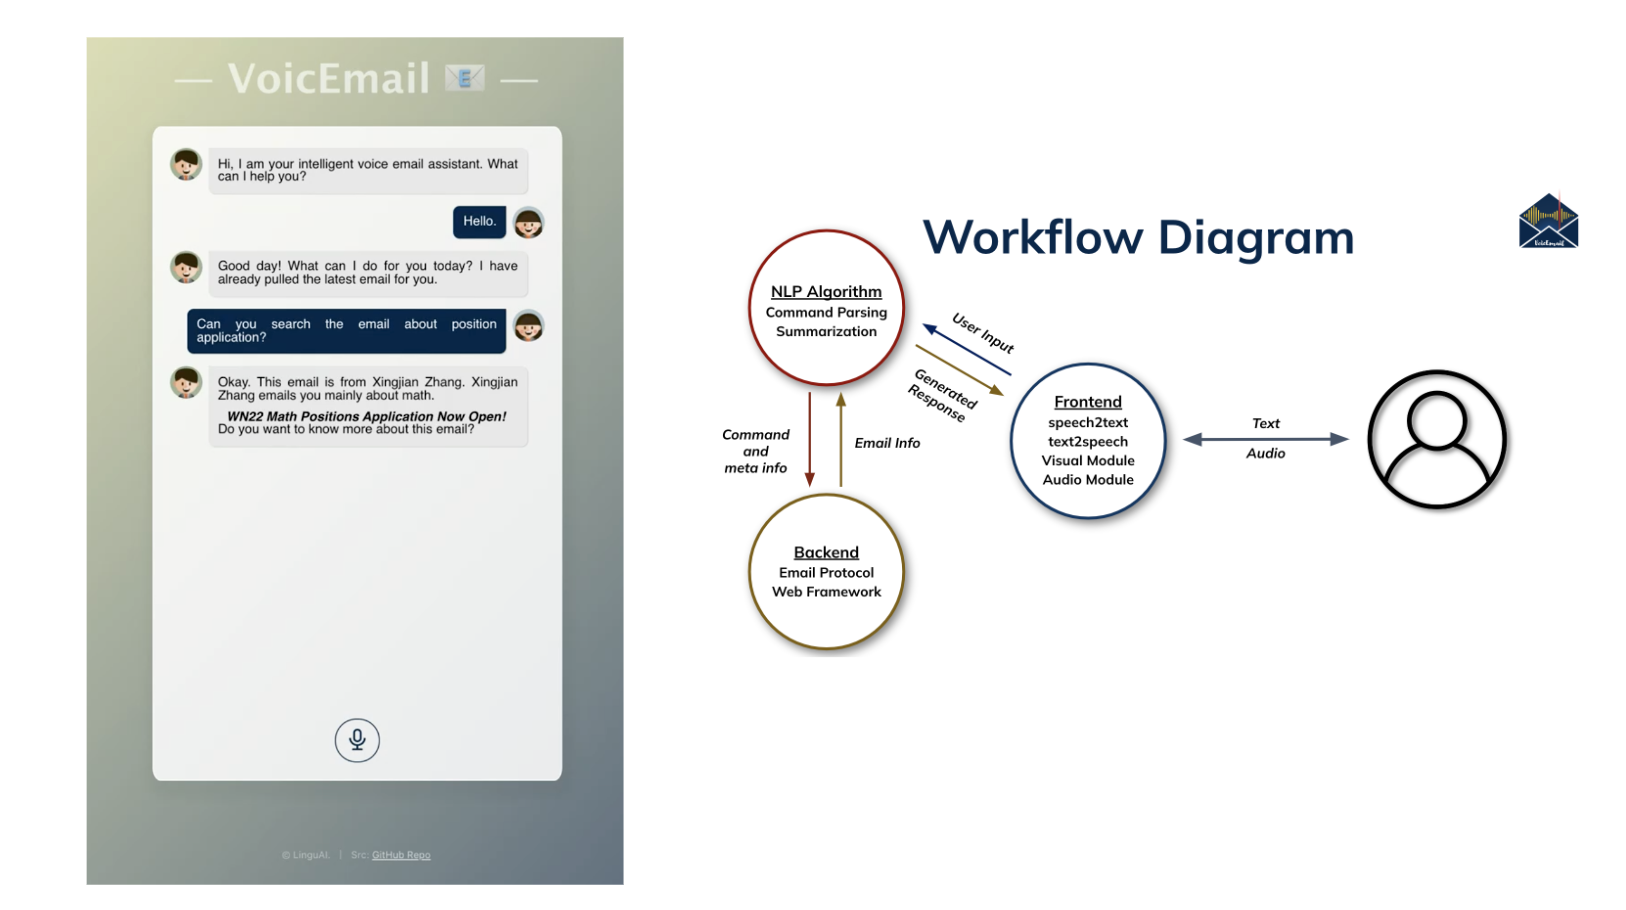 — VoicEmail E —
Hi, I am your intelligent voice email assistant. What
can I help you?
Hello.
Good day! What can I do for you today? I have
already pulled the latest email for you.
Can you search the email about position
application?
Okay. This email is from Xingjian Zhang. Xingjian
Zhang emails you mainly about math.
WN22 Math Positions Application Now Open!
Do you want to know more about this email?
© LinguAI. | Src: GitHub Repo
Workflow Diagram
VoicEmail
NLP Algorithm
Command Parsing
Summarization
User Input
Generated
Response
Command
and
meta info
Email Info
Frontend
speech2text
text2speech
Visual Module
Audio Module
Text
Audio
Backend
Email Protocol
Web Framework